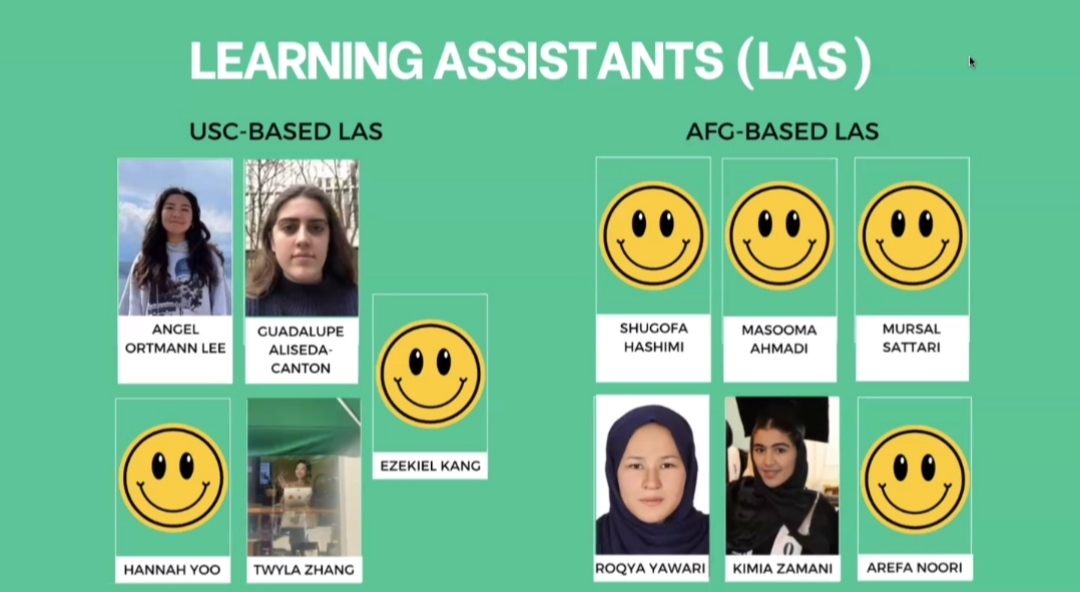 LEARNING ASSISTANTS (LAS)
USC-BASED LAS
ANGEL
ORTMANN LEE
GUADALUPE
ALISEDA-
CANTON
EZEKIEL KANG
HANNAH YOO
TWYLA ZHANG
AFG-BASED LAS
SHUGOFA
HASHIMI
MASOOMA
AHMADI
MURSAL
SATTARI
ROQYA YAWARI
KIMIA ZAMANI
AREFA NOORI